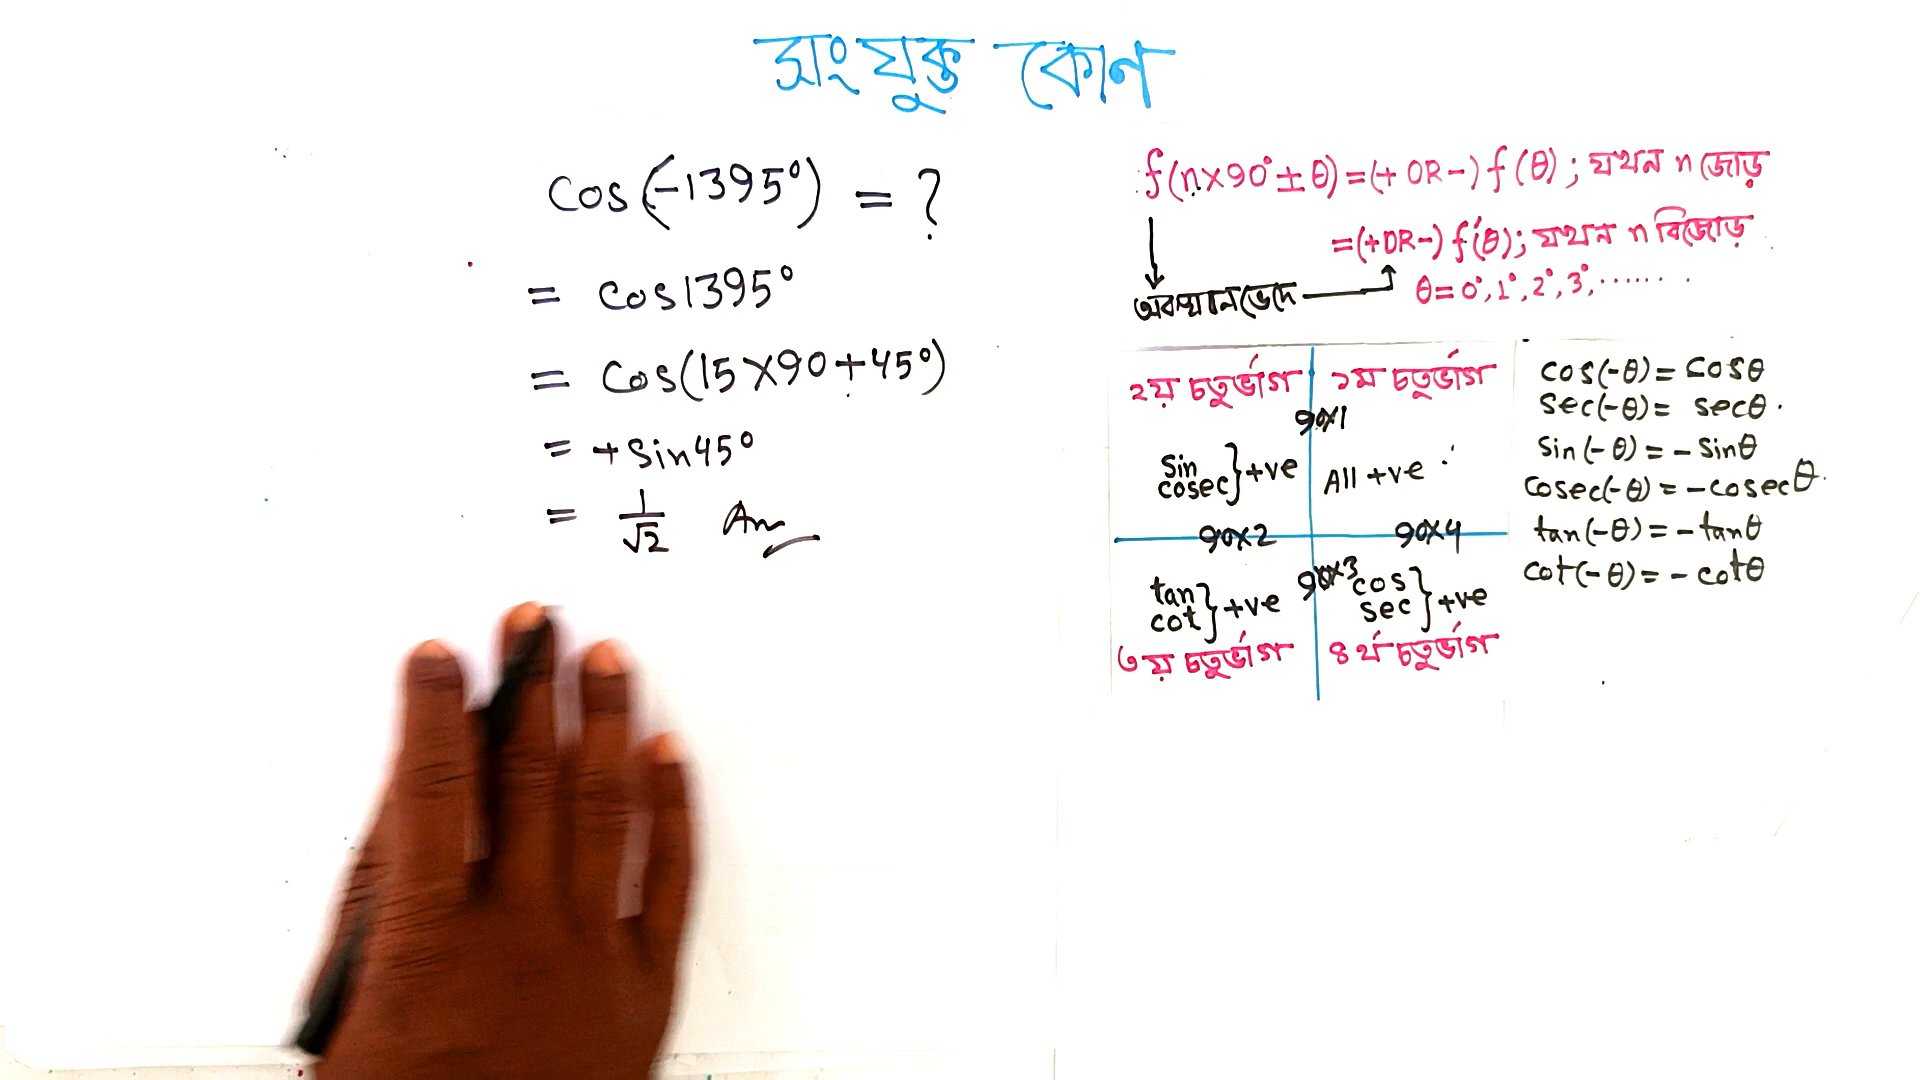 সংযুক্ত কোণ
cos(-1395°) = ?
= cos1395°
= cos(15×90+45°)
= +sin45°
= 1/√2 Ans
f(n×90°±θ)=(+ OR -) f(θ); যখন n জোড়
=(+OR-) f'(θ); যখন n বিজোড়
অবস্থানভেদে
θ=0°, 1°, 2°, 3°, .......
২য় চতুর্ভাগ
১ম চতুর্ভাগ
90×1
sin
cosec} +ve
All +ve
90×2
90×4
90×3
tan
cot} +ve
cos
sec} +ve
৩য় চতুর্ভাগ
৪র্থ চতুর্ভাগ
cos(-θ)= cosθ
sec(-θ)= secθ
sin(-θ)= -sinθ
cosec(-θ)= -cosecθ
tan(-θ)= -tanθ
cot(-θ)= -cotθ